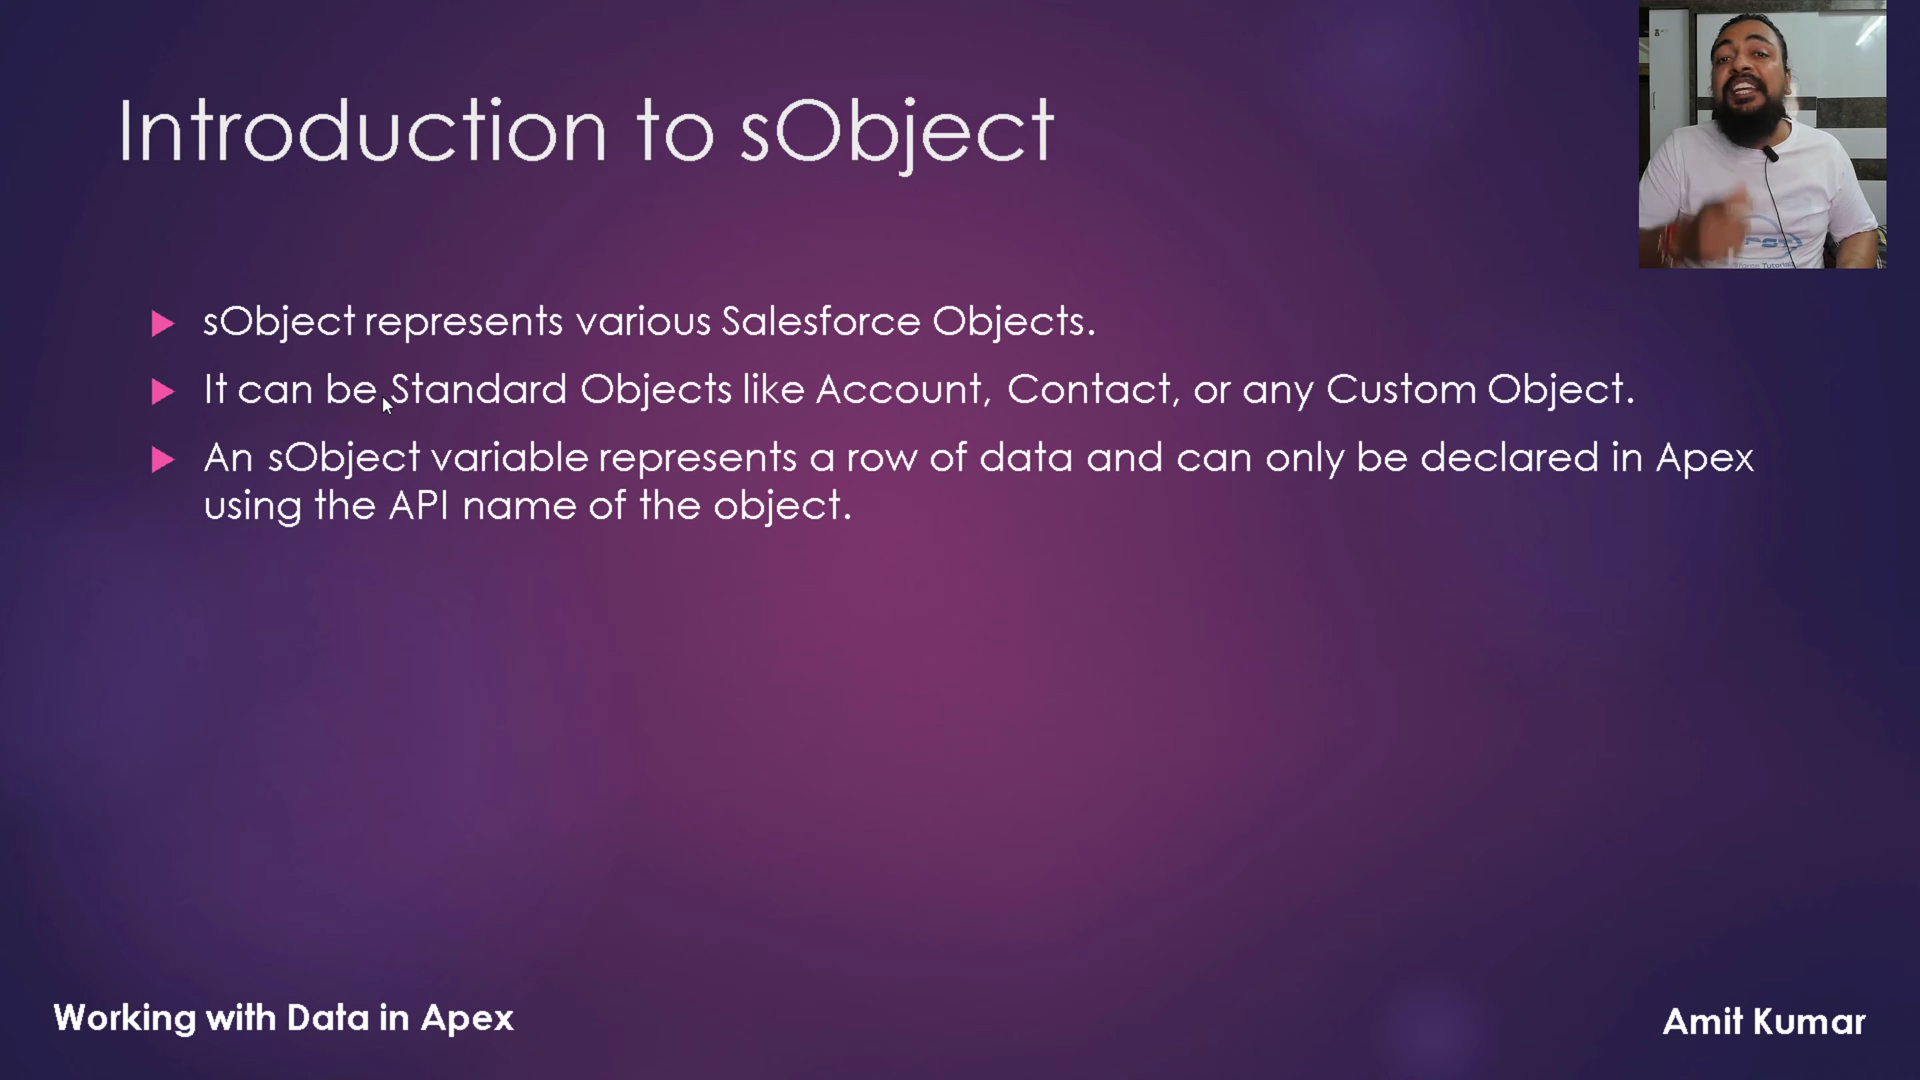 Introduction to sObject
sObject represents various Salesforce Objects.
It can be Standard Objects like Account, Contact, or any Custom Object.
An sObject variable represents a row of data and can only be declared in Apex
using the API name of the object.
Working with Data in Apex
Amit Kumar